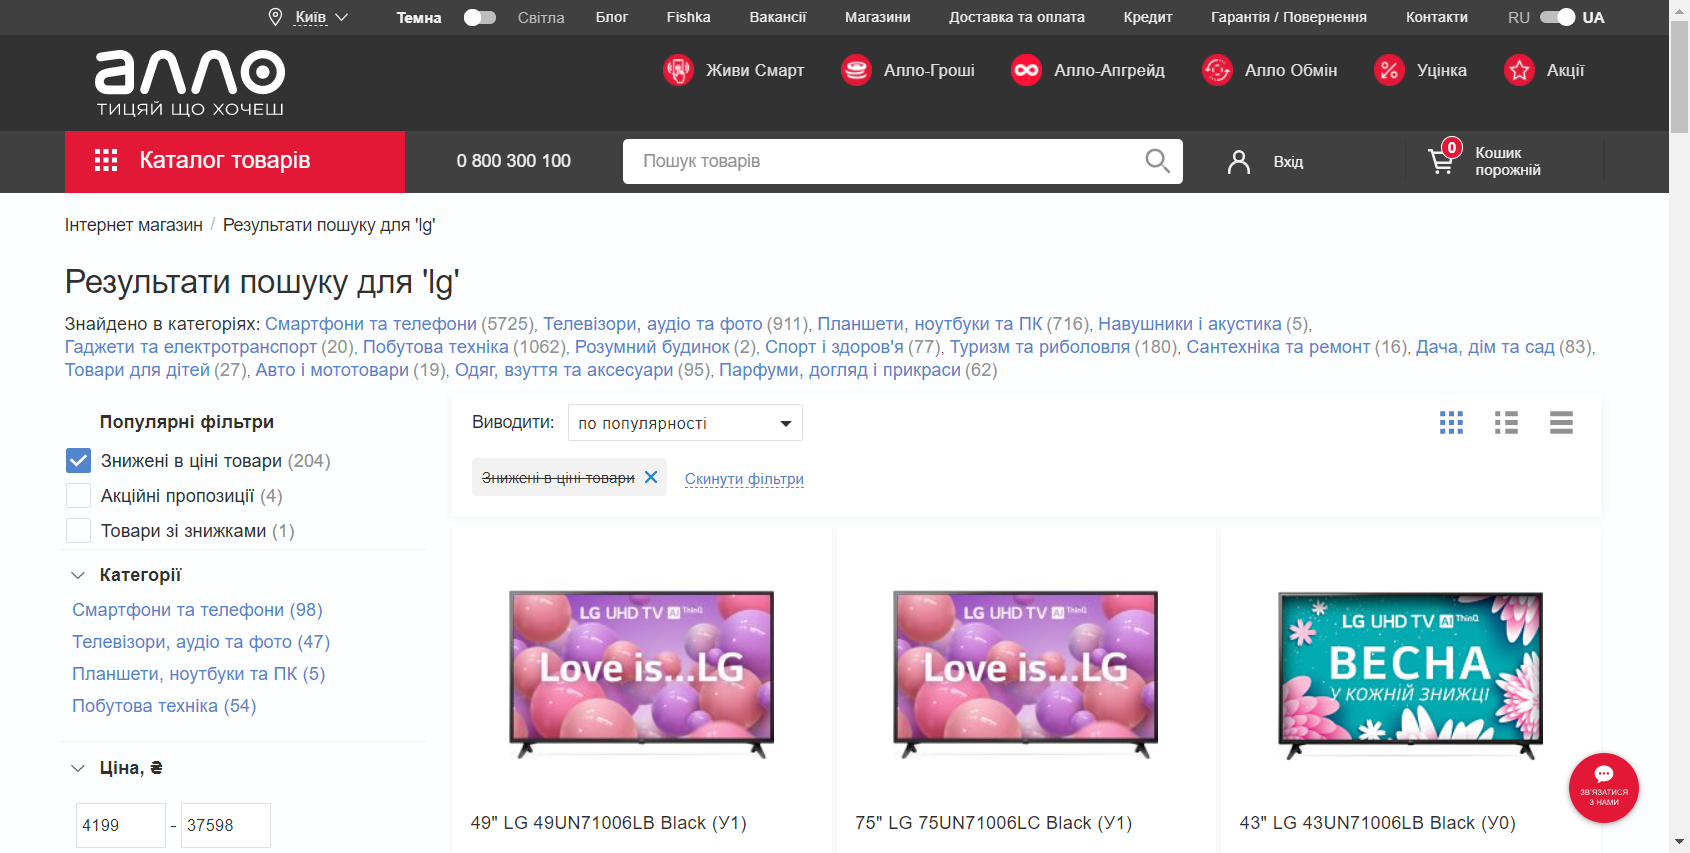 Київ
Темна
Світла
Блог
Fishka
Вакансії
Магазини
Доставка та оплата
Кредит
Гарантія / Повернення
Контакти
RU
UA
алло
ТИЦЯЙ ЩО ХОЧЕШ
Живи Смарт
Алло-Гроші
Алло-Апгрейд
Алло Обмін
Уцінка
Акції
Каталог товарів
0 800 300 100
Пошук товарів
Вхід
0
Кошик
порожній
Інтернет магазин / Результати пошуку для 'lg'
Результати пошуку для 'lg'
Знайдено в категоріях: Смартфони та телефони (5725), Телевізори, аудіо та фото (911), Планшети, ноутбуки та ПК (716), Навушники і акустика (5),
Гаджети та електротранспорт (20), Побутова техніка (1062), Розумний будинок (2), Спорт і здоров'я (77), Туризм та риболовля (180), Сантехніка та ремонт (16), Дача, дім та сад (83),
Товари для дітей (27), Авто і мототовари (19), Одяг, взуття та аксесуари (95), Парфуми, догляд і прикраси (62)
Популярні фільтри
Знижені в ціні товари (204)
Акційні пропозиції (4)
Товари зі знижками (1)
Категорії
Смартфони та телефони (98)
Телевізори, аудіо та фото (47)
Планшети, ноутбуки та ПК (5)
Побутова техніка (54)
Ціна, ₴
4199 - 37598
Виводити: по популярності
Знижені в ціні товари
Скинути фільтри
LG UHD TV AI ThinQ
Love is...LG
49" LG 49UN71006LB Black (У1)
LG UHD TV AI ThinQ
Love is...LG
75" LG 75UN71006LC Black (У1)
LG UHD TV AI ThinQ
ВЕСНА
У КОЖНІЙ ЗНИЖЦІ
43" LG 43UN71006LB Black (У0)
ЗВ'ЯЗАТИСЯ
З НАМИ